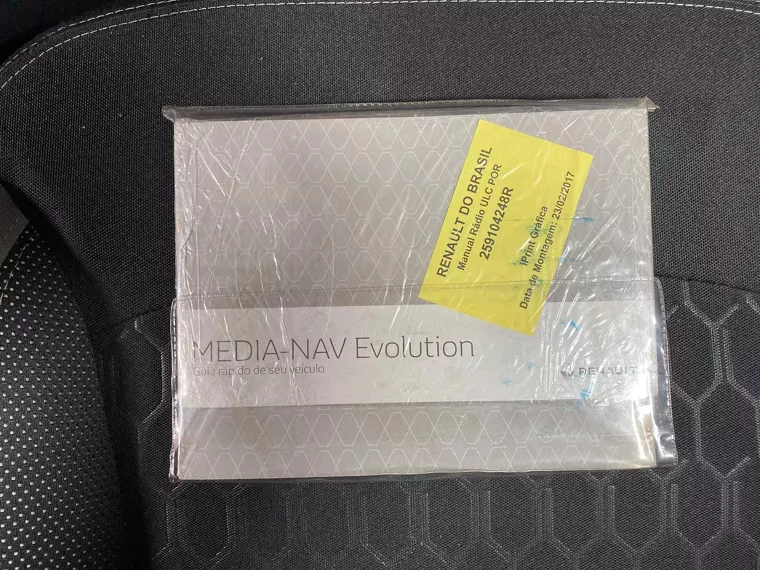 RENAULT DO BRASIL
Manual Rádio ULC POR
259104248R
iPrint Gráfica
Data de Montagem: 23/02/2017
MEDIA-NAV Evolution
Guia rápido de seu veículo
RENAULT